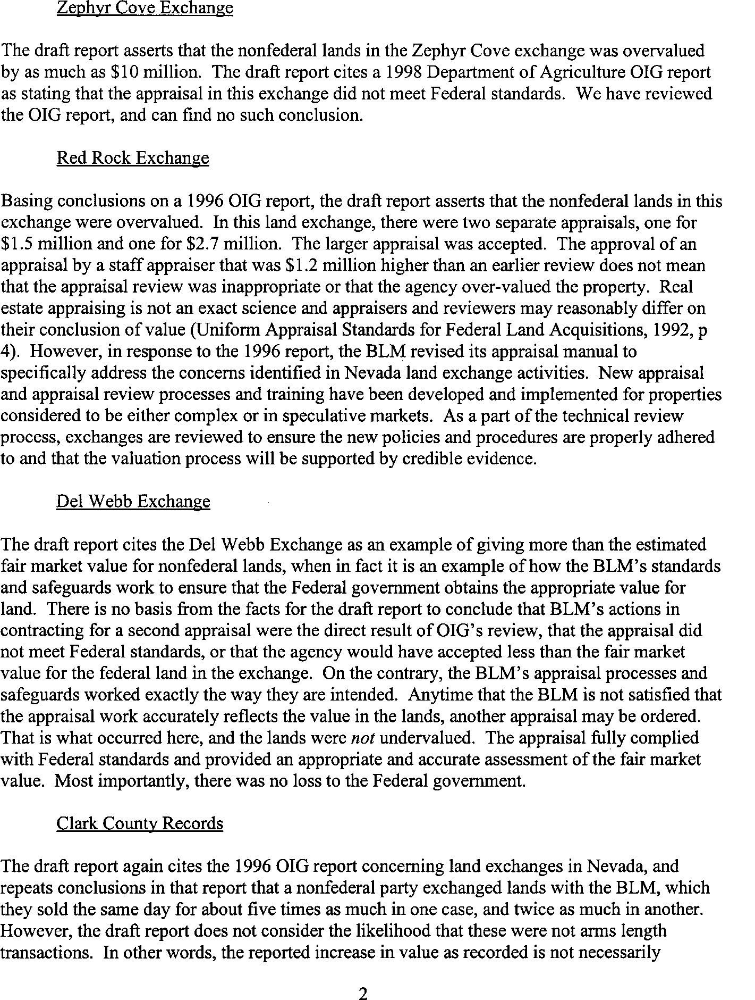 Zephyr Cove Exchange
The draft report asserts that the nonfederal lands in the Zephyr Cove exchange was overvalued
by as much as $10 million.  The draft report cites a 1998 Department of Agriculture OIG report
as stating that the appraisal in this exchange did not meet Federal standards.  We have reviewed
the OIG report, and can find no such conclusion.
Red Rock Exchange
Basing conclusions on a 1996 OIG report, the draft report asserts that the nonfederal lands in this
exchange were overvalued.  In this land exchange, there were two separate appraisals, one for
$1.5 million and one for $2.7 million.  The larger appraisal was accepted.  The approval of an
appraisal by a staff appraiser that was $1.2 million higher than an earlier review does not mean
that the appraisal review was inappropriate or that the agency over-valued the property.  Real
estate appraising is not an exact science and appraisers and reviewers may reasonably differ on
their conclusion of value (Uniform Appraisal Standards for Federal Land Acquisitions, 1992, p
4).  However, in response to the 1996 report, the BLM revised its appraisal manual to
specifically address the concerns identified in Nevada land exchange activities.  New appraisal
and appraisal review processes and training have been developed and implemented for properties
considered to be either complex or in speculative markets.  As a part of the technical review
process, exchanges are reviewed to ensure the new policies and procedures are properly adhered
to and that the valuation process will be supported by credible evidence.
Del Webb Exchange
The draft report cites the Del Webb Exchange as an example of giving more than the estimated
fair market value for nonfederal lands, when in fact it is an example of how the BLM's standards
and safeguards work to ensure that the Federal government obtains the appropriate value for
land.  There is no basis from the facts for the draft report to conclude that BLM's actions in
contracting for a second appraisal were the direct result of OIG's review, that the appraisal did
not meet Federal standards, or that the agency would have accepted less than the fair market
value for the federal land in the exchange.  On the contrary, the BLM's appraisal processes and
safeguards worked exactly the way they are intended.  Anytime that the BLM is not satisfied that
the appraisal work accurately reflects the value in the lands, another appraisal may be ordered.
That is what occurred here, and the lands were not undervalued.  The appraisal fully complied
with Federal standards and provided an appropriate and accurate assessment of the fair market
value.  Most importantly, there was no loss to the Federal government.
Clark County Records
The draft report again cites the 1996 OIG report concerning land exchanges in Nevada, and
repeats conclusions in that report that a nonfederal party exchanged lands with the BLM, which
they sold the same day for about five times as much in one case, and twice as much in another.
However, the draft report does not consider the likelihood that these were not arms length
transactions.  In other words, the reported increase in value as recorded is not necessarily
2